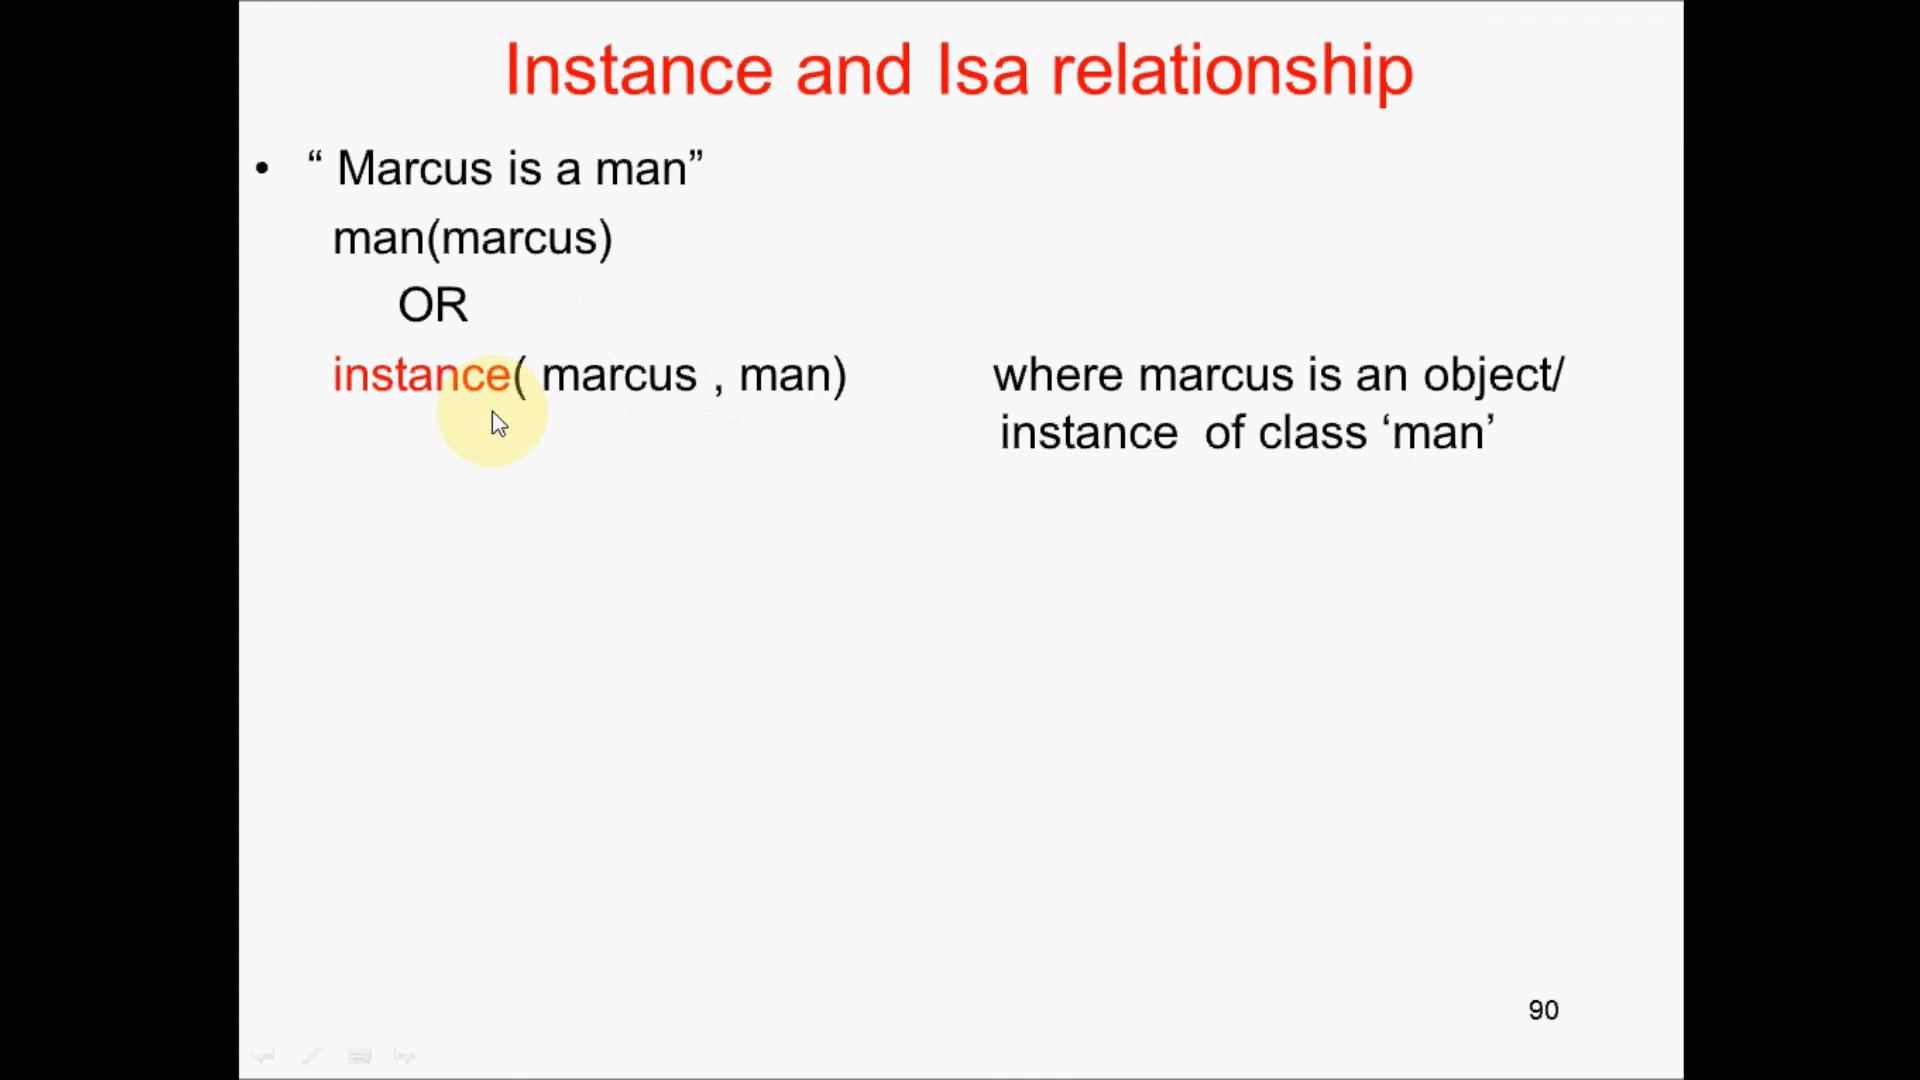 Instance and Isa relationship
• “ Marcus is a man”
man(marcus)
OR
instance( marcus , man) where marcus is an object/
instance of class ‘man’
90